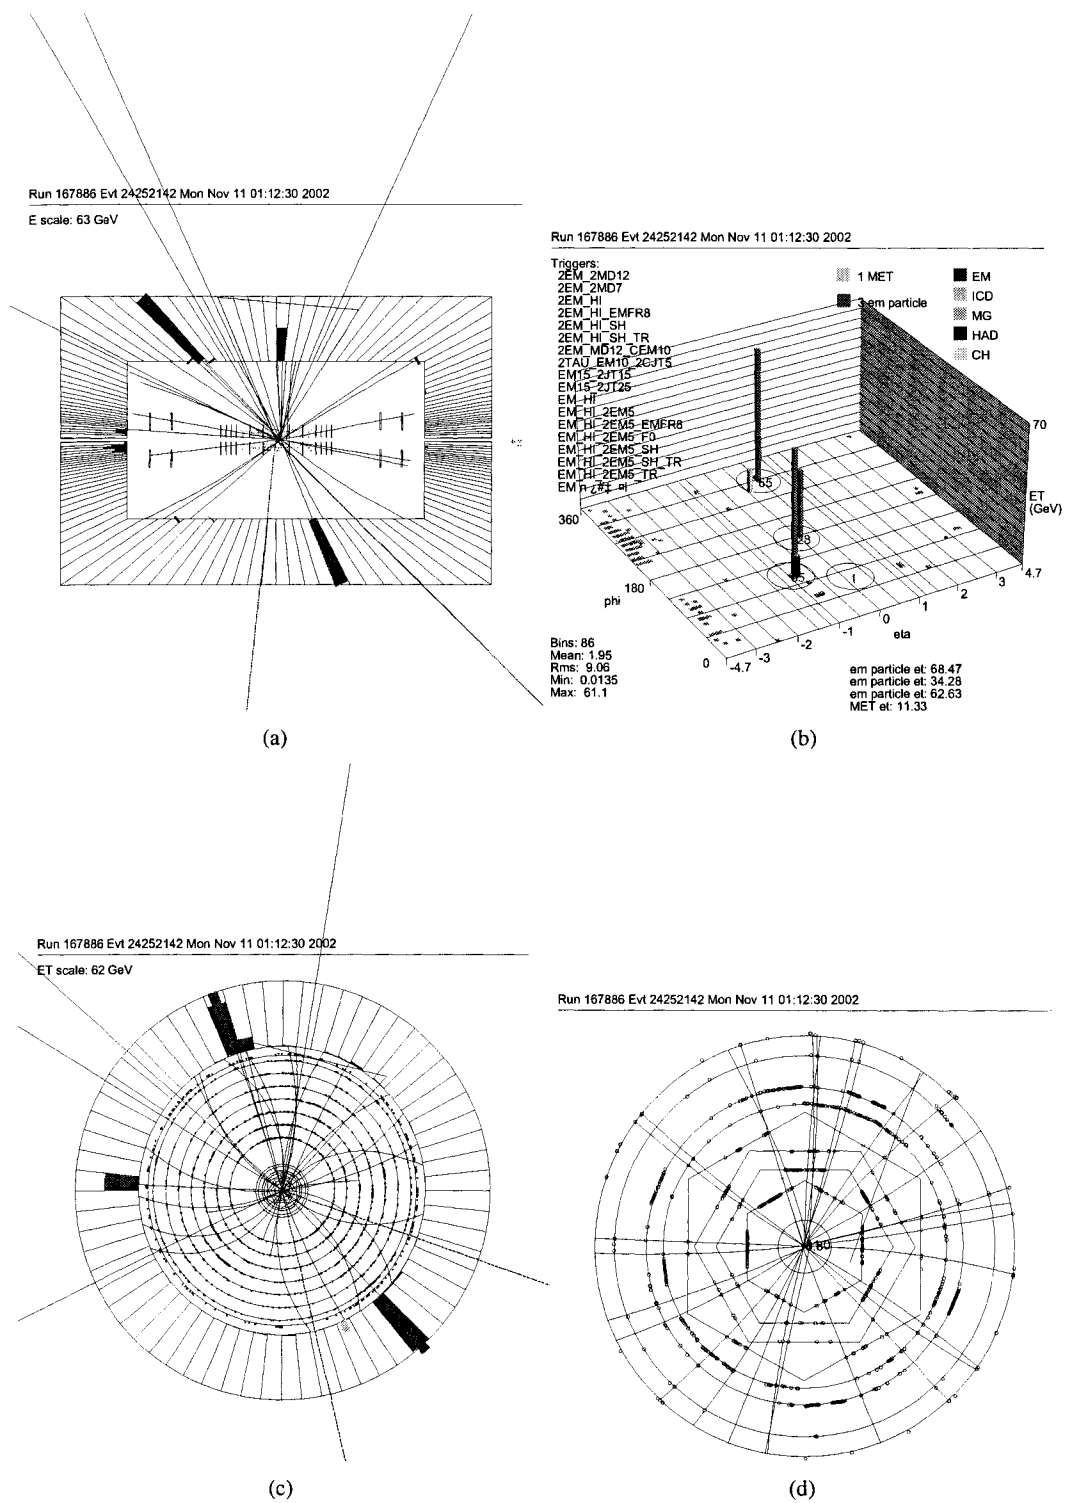 Run 167886 Evt 24252142 Mon Nov 11 01:12:30 2002
E scale: 63 GeV
(a)
Run 167886 Evt 24252142 Mon Nov 11 01:12:30 2002
Triggers:
2EM_2MD12
2EM_2MD7
2EM_HI
2EM_HI_EMFR8
2EM_HI_SH
2EM_HI_SH_TR
2EM_MD12_CEM10
2TAU_EM10_2CJT5
EM15_2JT15
EM15_2JT25
EM_HI
EM_HI_2EM5
EM_HI_2EM5_EMFR8
EM_HI_2EM5_F0
EM_HI_2EM5_SH
EM_HI_2EM5_SH_TR
EM_HI_2EM5_TR
1 MET
3 em particle
EM
ICD
MG
HAD
CH
70
ET
(GeV)
360
180
phi
0
-4.7
-3
-2
-1
0
1
2
3
4.7
eta
Bins: 86
Mean: 1.95
Rms: 9.06
Min: 0.0135
Max: 61.1
em particle et: 68.47
em particle et: 34.28
em particle et: 62.63
MET et: 11.33
(b)
Run 167886 Evt 24252142 Mon Nov 11 01:12:30 2002
ET scale: 62 GeV
(c)
Run 167886 Evt 24252142 Mon Nov 11 01:12:30 2002
(d)